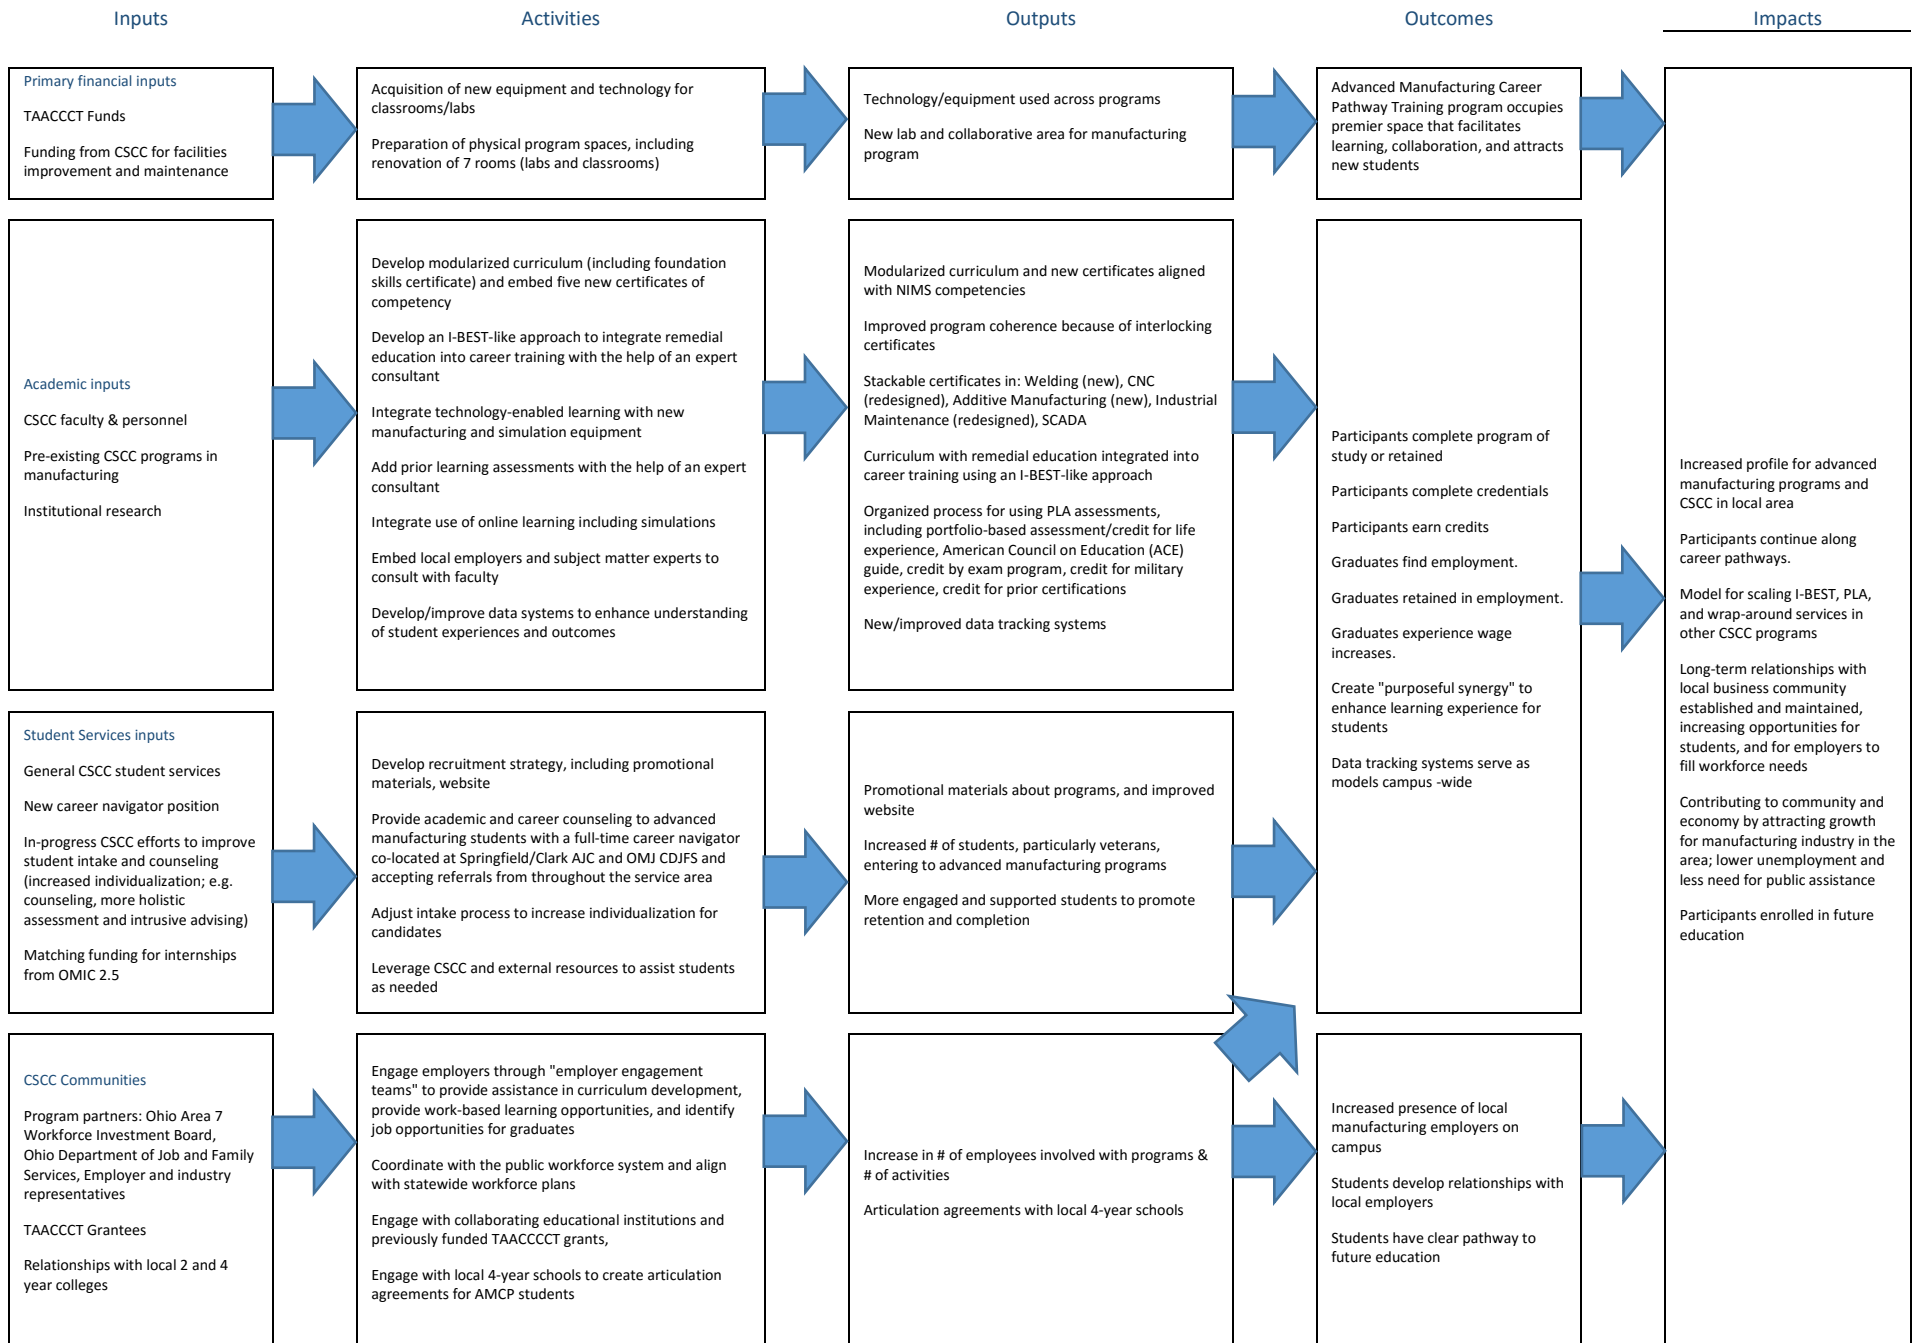 Inputs
Activities
Outputs
Outcomes
Impacts
Primary financial inputs
TAACCCT Funds
Funding from CSCC for facilities
improvement and maintenance
Acquisition of new equipment and technology for
classrooms/labs
Preparation of physical program spaces, including
renovation of 7 rooms (labs and classrooms)
Technology/equipment used across programs
New lab and collaborative area for manufacturing
program
Advanced Manufacturing Career
Pathway Training program occupies
premier space that facilitates
learning, collaboration, and attracts
new students
Academic inputs
CSCC faculty & personnel
Pre-existing CSCC programs in
manufacturing
Institutional research
Develop modularized curriculum (including foundation
skills certificate) and embed five new certificates of
competency
Develop an I-BEST-like approach to integrate remedial
education into career training with the help of an expert
consultant
Integrate technology-enabled learning with new
manufacturing and simulation equipment
Add prior learning assessments with the help of an expert
consultant
Integrate use of online learning including simulations
Embed local employers and subject matter experts to
consult with faculty
Develop/improve data systems to enhance understanding
of student experiences and outcomes
Modularized curriculum and new certificates aligned
with NIMS competencies
Improved program coherence because of interlocking
certificates
Stackable certificates in: Welding (new), CNC
(redesigned), Additive Manufacturing (new), Industrial
Maintenance (redesigned), SCADA
Curriculum with remedial education integrated into
career training using an I-BEST-like approach
Organized process for using PLA assessments,
including portfolio-based assessment/credit for life
experience, American Council on Education (ACE)
guide, credit by exam program, credit for military
experience, credit for prior certifications
New/improved data tracking systems
Participants complete program of
study or retained
Participants complete credentials
Participants earn credits
Graduates find employment.
Graduates retained in employment.
Graduates experience wage
increases.
Create "purposeful synergy" to
enhance learning experience for
students
Data tracking systems serve as
models campus -wide
Increased profile for advanced
manufacturing programs and
CSCC in local area
Participants continue along
career pathways.
Model for scaling I-BEST, PLA,
and wrap-around services in
other CSCC programs
Long-term relationships with
local business community
established and maintained,
increasing opportunities for
students, and for employers to
fill workforce needs
Contributing to community and
economy by attracting growth
for manufacturing industry in the
area; lower unemployment and
less need for public assistance
Participants enrolled in future
education
Student Services inputs
General CSCC student services
New career navigator position
In-progress CSCC efforts to improve
student intake and counseling
(increased individualization; e.g.
counseling, more holistic
assessment and intrusive advising)
Matching funding for internships
from OMIC 2.5
Develop recruitment strategy, including promotional
materials, website
Provide academic and career counseling to advanced
manufacturing students with a full-time career navigator
co-located at Springfield/Clark AJC and OMJ CDJFS and
accepting referrals from throughout the service area
Adjust intake process to increase individualization for
candidates
Leverage CSCC and external resources to assist students
as needed
Promotional materials about programs, and improved
website
Increased # of students, particularly veterans,
entering to advanced manufacturing programs
More engaged and supported students to promote
retention and completion
CSCC Communities
Program partners: Ohio Area 7
Workforce Investment Board,
Ohio Department of Job and Family
Services, Employer and industry
representatives
TAACCCT Grantees
Relationships with local 2 and 4
year colleges
Engage employers through "employer engagement
teams" to provide assistance in curriculum development,
provide work-based learning opportunities, and identify
job opportunities for graduates
Coordinate with the public workforce system and align
with statewide workforce plans
Engage with collaborating educational institutions and
previously funded TAACCCCT grants,
Engage with local 4-year schools to create articulation
agreements for AMCP students
Increase in # of employees involved with programs &
# of activities
Articulation agreements with local 4-year schools
Increased presence of local
manufacturing employers on
campus
Students develop relationships with
local employers
Students have clear pathway to
future education